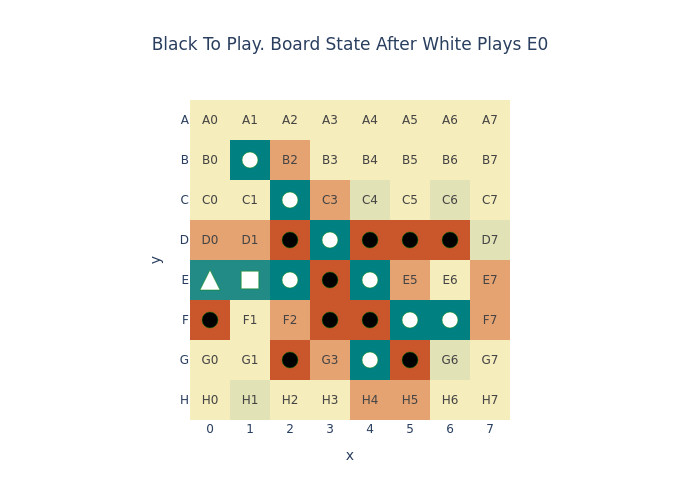 Black To Play. Board State After White Plays E0
A A0 A1 A2 A3 A4 A5 A6 A7
B B0 B2 B3 B4 B5 B6 B7
C C0 C1 C3 C4 C5 C6 C7
D D0 D1 D7
y
E E5 E6 E7
F F1 F2 F7
G G0 G1 G3 G6 G7
H H0 H1 H2 H3 H4 H5 H6 H7
0 1 2 3 4 5 6 7
x